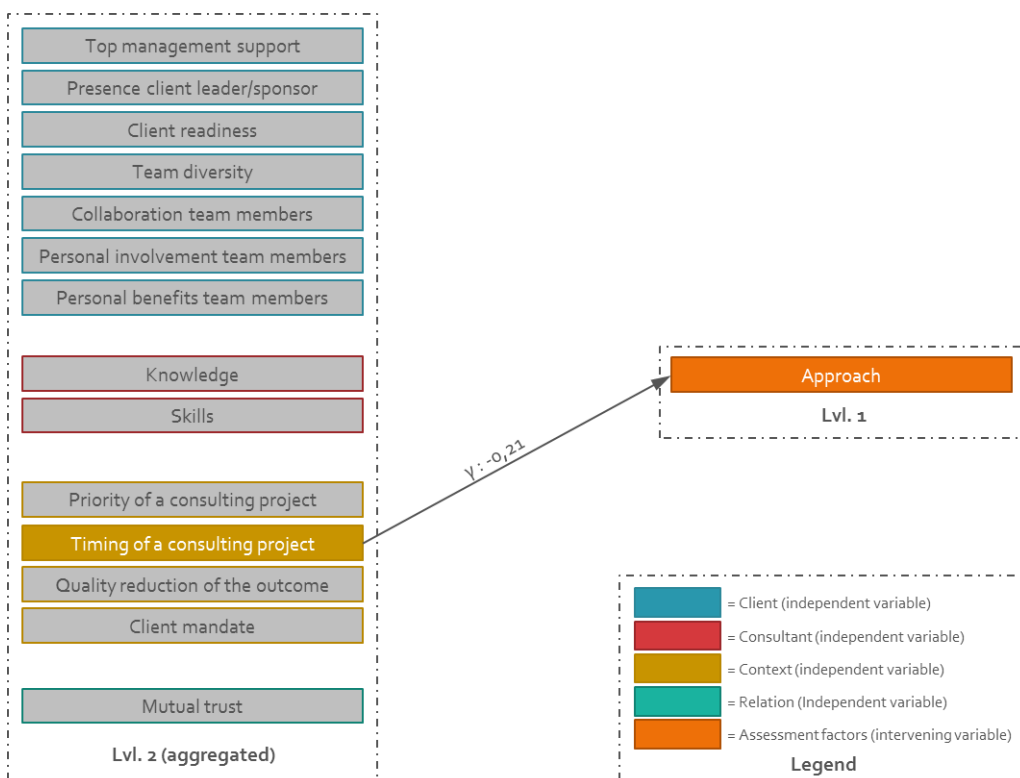 Top management support
Presence client leader/sponsor
Client readiness
Team diversity
Collaboration team members
Personal involvement team members
Personal benefits team members
Knowledge
Skills
Priority of a consulting project
Timing of a consulting project
Quality reduction of the outcome
Client mandate
Mutual trust
Lvl. 2 (aggregated)
γ : -0,21
Approach
Lvl. 1
= Client (independent variable)
= Consultant (independent variable)
= Context (independent variable)
= Relation (Independent variable)
= Assessment factors (intervening variable)
Legend